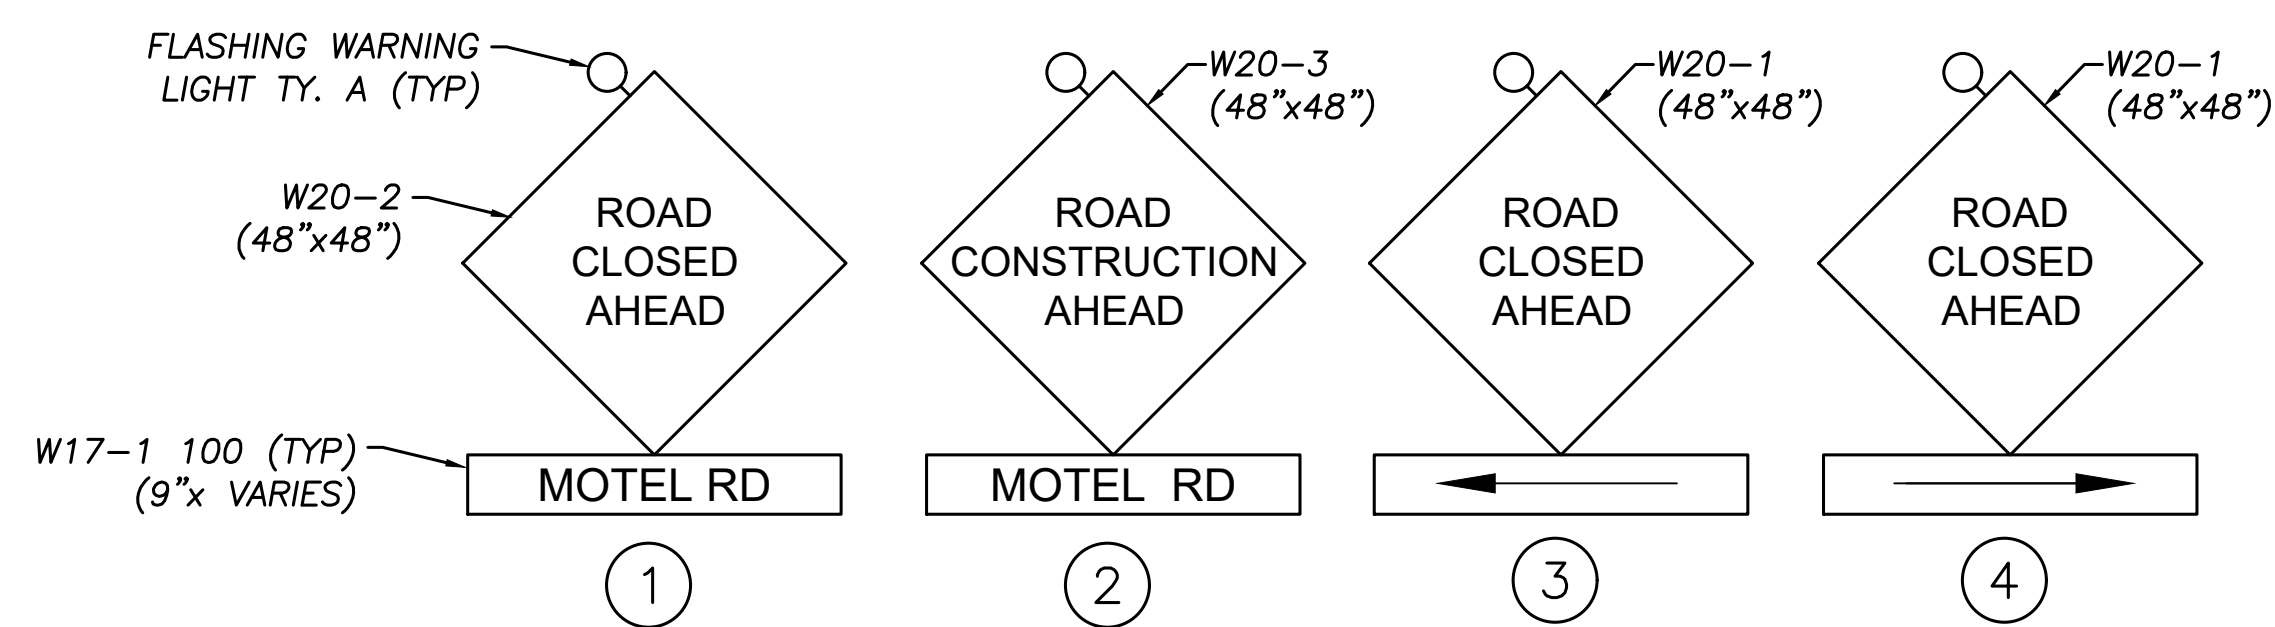 FLASHING WARNING
LIGHT TY. A (TYP)
W20-2
(48"x48")
ROAD
CLOSED
AHEAD
W17-1 100 (TYP)
(9"x VARIES)
MOTEL RD
1
W20-3
(48"x48")
ROAD
CONSTRUCTION
AHEAD
MOTEL RD
2
W20-1
(48"x48")
ROAD
CLOSED
AHEAD
3
W20-1
(48"x48")
ROAD
CLOSED
AHEAD
4